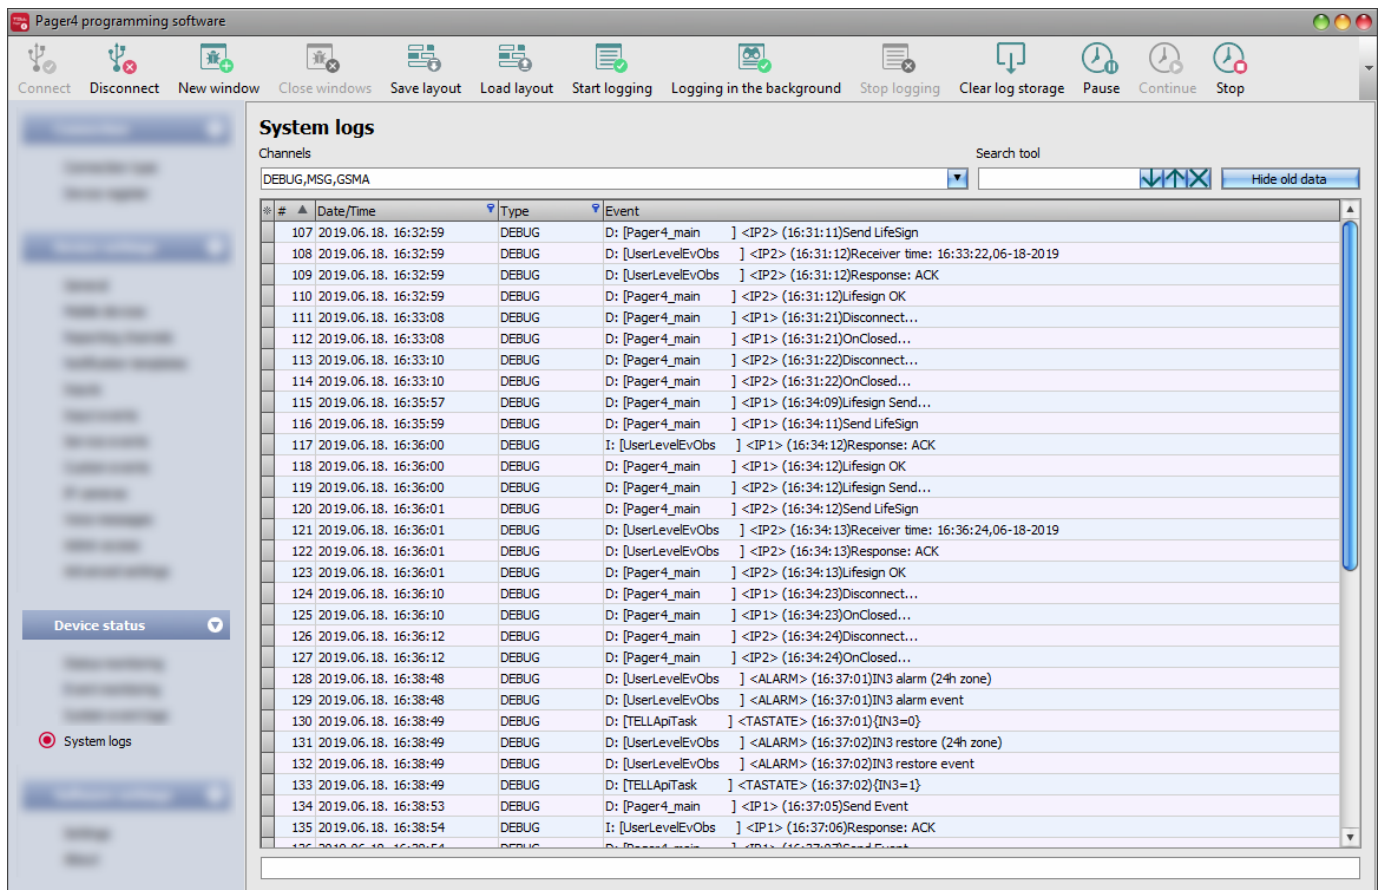 Pager4 programming software
Connect Disconnect New window Close windows Save layout Load layout Start logging Logging in the background Stop logging Clear log storage Pause Continue Stop
System logs
Channels Search tool
DEBUG,MSG,GSMA Hide old data
# Date/Time Type Event
107 2019.06.18. 16:32:59 DEBUG D: [Pager4_main ] <IP2> (16:31:11)Send LifeSign
108 2019.06.18. 16:32:59 DEBUG D: [UserLevelEvObs ] <IP2> (16:31:12)Receiver time: 16:33:22,06-18-2019
109 2019.06.18. 16:32:59 DEBUG D: [UserLevelEvObs ] <IP2> (16:31:12)Response: ACK
110 2019.06.18. 16:32:59 DEBUG D: [Pager4_main ] <IP2> (16:31:12)Lifesign OK
111 2019.06.18. 16:33:08 DEBUG D: [Pager4_main ] <IP1> (16:31:21)Disconnect...
112 2019.06.18. 16:33:08 DEBUG D: [Pager4_main ] <IP1> (16:31:21)OnClosed...
113 2019.06.18. 16:33:10 DEBUG D: [Pager4_main ] <IP2> (16:31:22)Disconnect...
114 2019.06.18. 16:33:10 DEBUG D: [Pager4_main ] <IP2> (16:31:22)OnClosed...
115 2019.06.18. 16:35:57 DEBUG D: [Pager4_main ] <IP1> (16:34:09)Lifesign Send...
116 2019.06.18. 16:35:59 DEBUG D: [Pager4_main ] <IP1> (16:34:11)Send LifeSign
117 2019.06.18. 16:36:00 DEBUG I: [UserLevelEvObs ] <IP1> (16:34:12)Response: ACK
118 2019.06.18. 16:36:00 DEBUG D: [Pager4_main ] <IP1> (16:34:12)Lifesign OK
119 2019.06.18. 16:36:00 DEBUG D: [Pager4_main ] <IP2> (16:34:12)Lifesign Send...
120 2019.06.18. 16:36:01 DEBUG D: [Pager4_main ] <IP2> (16:34:12)Send LifeSign
121 2019.06.18. 16:36:01 DEBUG D: [UserLevelEvObs ] <IP2> (16:34:13)Receiver time: 16:36:24,06-18-2019
122 2019.06.18. 16:36:01 DEBUG D: [UserLevelEvObs ] <IP2> (16:34:13)Response: ACK
123 2019.06.18. 16:36:01 DEBUG D: [Pager4_main ] <IP2> (16:34:13)Lifesign OK
124 2019.06.18. 16:36:10 DEBUG D: [Pager4_main ] <IP1> (16:34:23)Disconnect...
125 2019.06.18. 16:36:10 DEBUG D: [Pager4_main ] <IP1> (16:34:23)OnClosed...
126 2019.06.18. 16:36:12 DEBUG D: [Pager4_main ] <IP2> (16:34:24)Disconnect...
127 2019.06.18. 16:36:12 DEBUG D: [Pager4_main ] <IP2> (16:34:24)OnClosed...
128 2019.06.18. 16:38:48 DEBUG D: [UserLevelEvObs ] <ALARM> (16:37:01)IN3 alarm (24h zone)
129 2019.06.18. 16:38:48 DEBUG D: [UserLevelEvObs ] <ALARM> (16:37:01)IN3 alarm event
130 2019.06.18. 16:38:49 DEBUG D: [TELLApiTask ] <TASTATE> (16:37:01){IN3=0}
131 2019.06.18. 16:38:49 DEBUG D: [UserLevelEvObs ] <ALARM> (16:37:02)IN3 restore (24h zone)
132 2019.06.18. 16:38:49 DEBUG D: [UserLevelEvObs ] <ALARM> (16:37:02)IN3 restore event
133 2019.06.18. 16:38:49 DEBUG D: [TELLApiTask ] <TASTATE> (16:37:02){IN3=1}
134 2019.06.18. 16:38:53 DEBUG D: [Pager4_main ] <IP1> (16:37:05)Send Event
135 2019.06.18. 16:38:54 DEBUG I: [UserLevelEvObs ] <IP1> (16:37:06)Response: ACK
136 2019.06.18. 16:38:54 DEBUG D: [Pager4_main ] <IP1> (16:37:07)Send Event
Device status
System logs